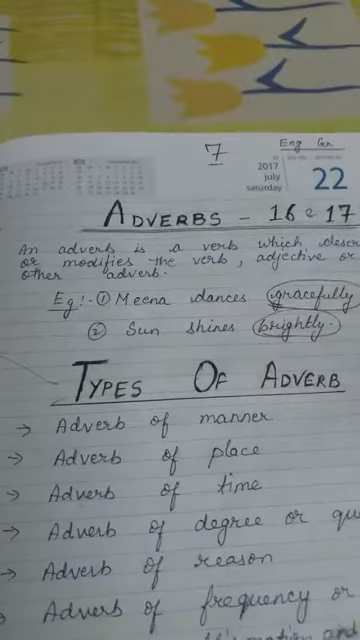 7
Eng Gr
2017
july
saturday
22
ADVERBS - 16 e 17
An adverb is a verb which
or modifies the verb, adjective or
other adverb.
Eg:- ① Meena dances gracefully
② Sun shines brightly.
TYPES OF ADVERB
→ Adverb of manner
→ Adverb of place
→ Adverb of time
→ Adverb of degree or
→ Adverb of reason
→ Adverb of frequency or